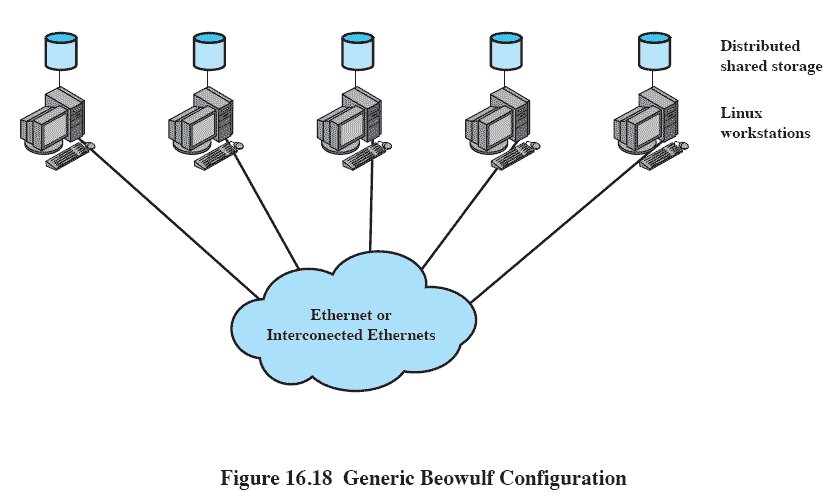 Distributed
shared storage
Linux
workstations
Ethernet or
Interconected Ethernets
Figure 16.18 Generic Beowulf Configuration